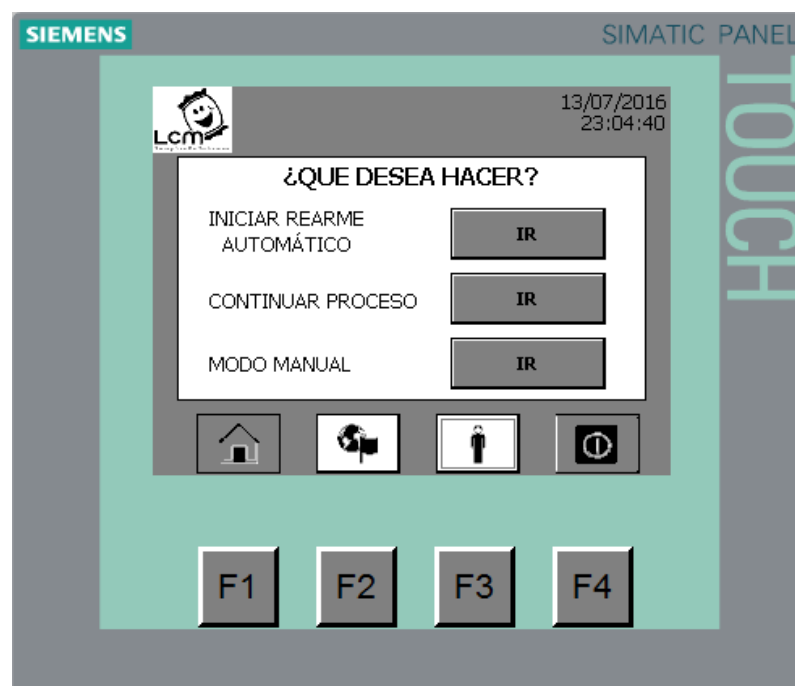 SIEMENS
SIMATIC PANEL
TOUCH
Lcm
13/07/2016
23:04:40
¿QUE DESEA HACER?
INICIAR REARME
AUTOMÁTICO
IR
CONTINUAR PROCESO
IR
MODO MANUAL
IR
F1
F2
F3
F4